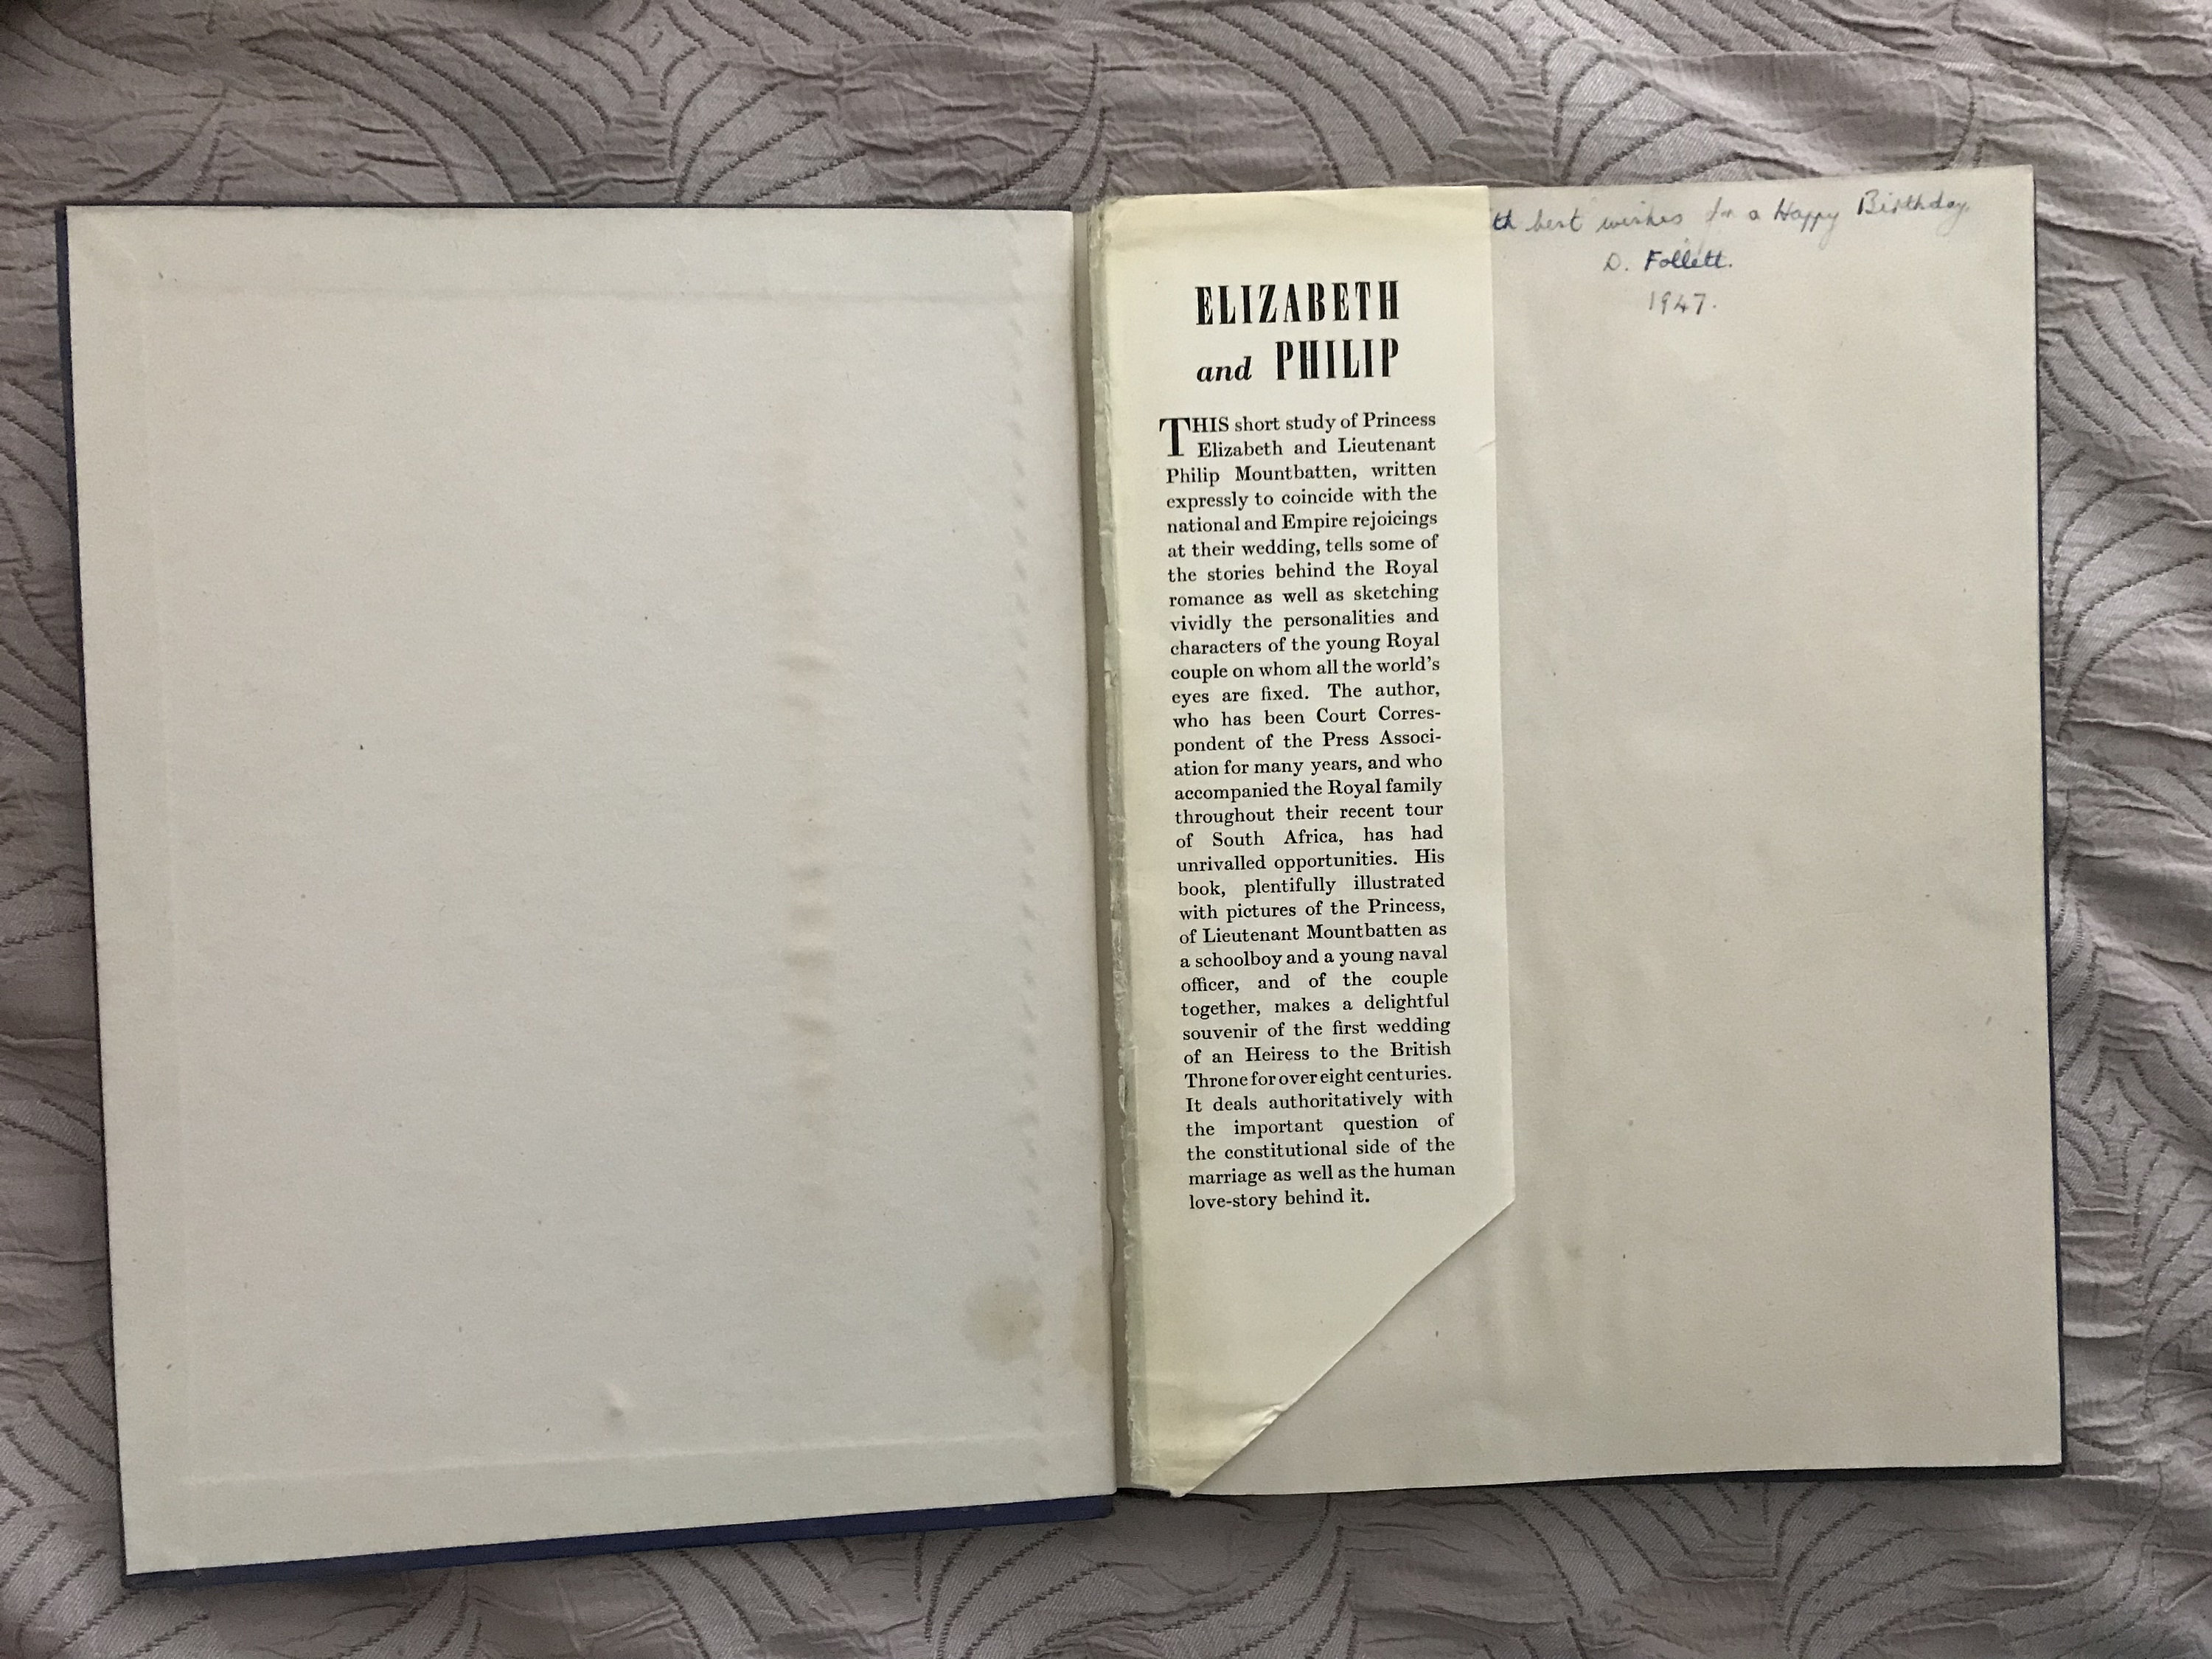 ELIZABETH
and PHILIP
THIS short study of Princess
Elizabeth and Lieutenant
Philip Mountbatten, written
expressly to coincide with the
national and Empire rejoicings
at their wedding, tells some of
the stories behind the Royal
romance as well as sketching
vividly the personalities and
characters of the young Royal
couple on whom all the world's
eyes are fixed. The author,
who has been Court Corres-
pondent of the Press Associ-
ation for many years, and who
accompanied the Royal family
throughout their recent tour
of South Africa, has had
unrivalled opportunities. His
book, plentifully illustrated
with pictures of the Princess,
of Lieutenant Mountbatten as
a schoolboy and a young naval
officer, and of the couple
together, makes a delightful
souvenir of the first wedding
of an Heiress to the British
Throne for over eight centuries.
It deals authoritatively with
the important question of
the constitutional side of the
marriage as well as the human
love-story behind it.
th best wishes for a Happy Birthday.
D. Follett.
1947.